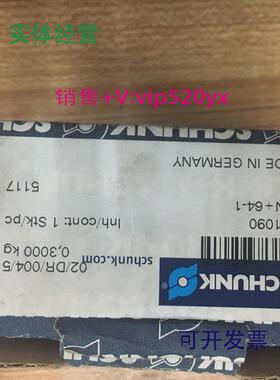 实体经营
销售+V:vip520yx
SCHUNK
SCHUNK
1090
N+64-1
Inh/cont: 1 Stk/pc
5117
DE IN GERMANY
02/DR/004/5
0,3000 kg
schunk.com
可开发票